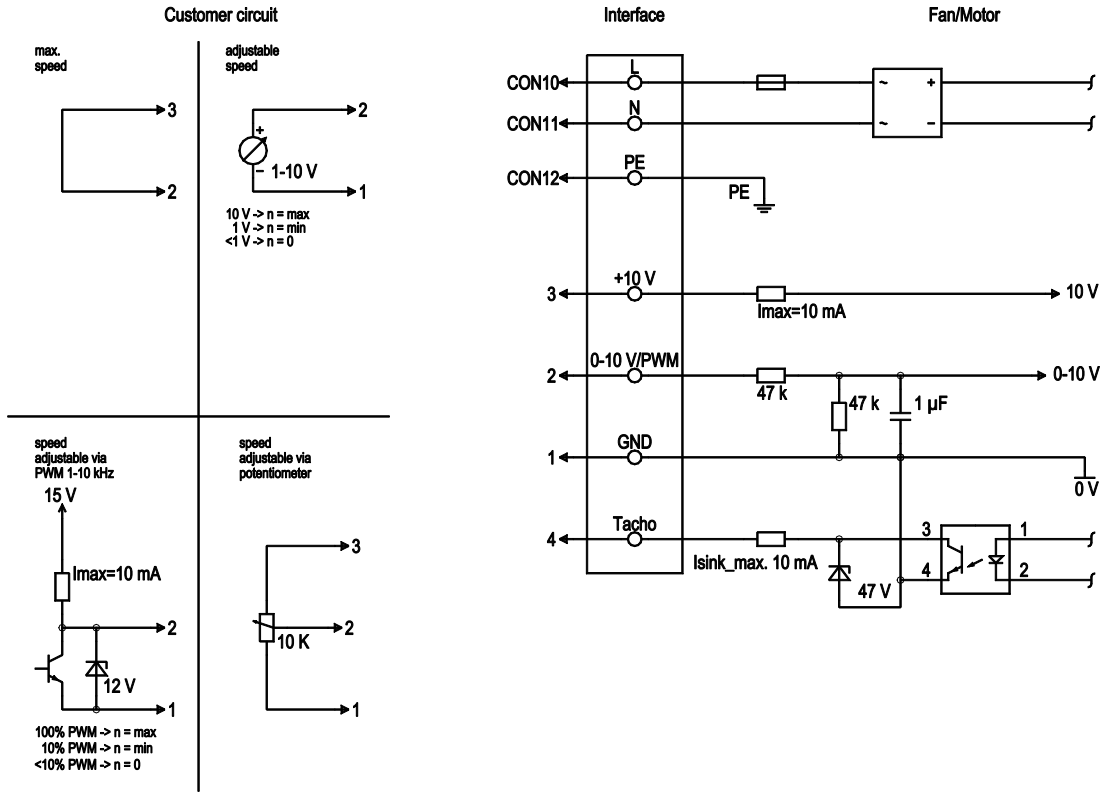 Customer circuit
Interface
Fan/Motor
max.
speed
3
2
adjustable
speed
2
+
1-10 V
−
1
10 V -> n = max
1 V -> n = min
<1 V -> n = 0
speed
adjustable via
PWM 1-10 kHz
15 V
Imax=10 mA
2
12 V
1
100% PWM -> n = max
10% PWM -> n = min
<10% PWM -> n = 0
speed
adjustable via
potentiometer
3
2
10 K
1
L
CON10
~
+
N
CON11
~
−
PE
CON12
PE
+10 V
3
10 V
Imax=10 mA
0-10 V/PWM
2
0-10 V
47 k
47 k
1 µF
GND
1
0 V
Tacho
4
3
1
Isink_max. 10 mA
4
2
47 V